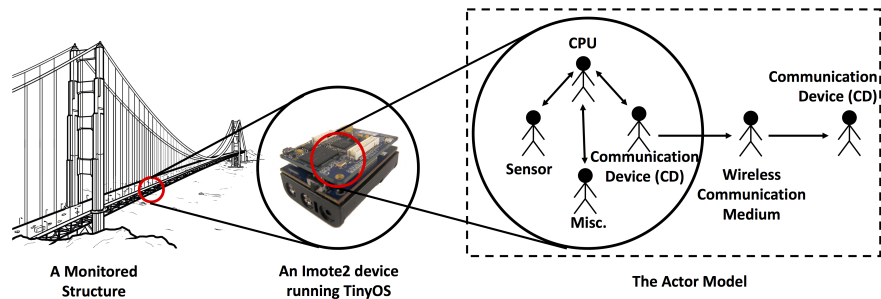 CPU
Communication
Device (CD)
Sensor
Communication
Device (CD)
Wireless
Communication
Medium
Misc.
A Monitored
Structure
An Imote2 device
running TinyOS
The Actor Model